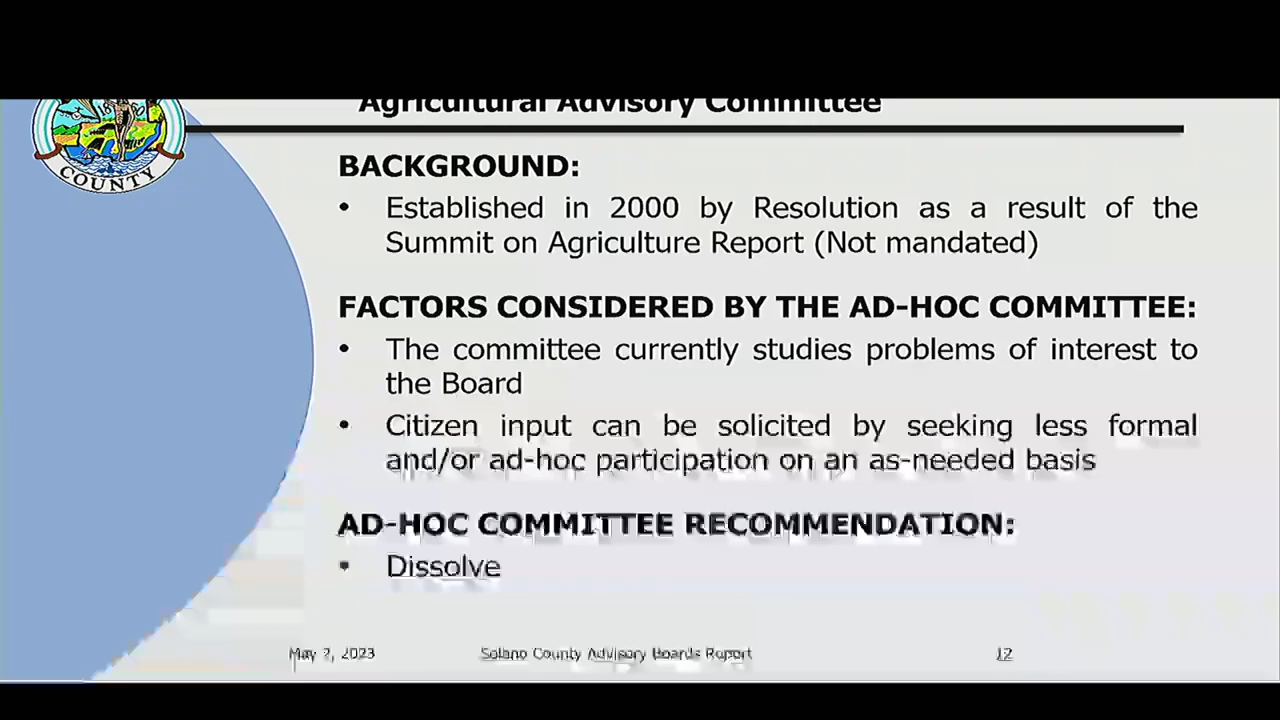 Agricultural Advisory Committee
COUNTY
BACKGROUND:
• Established in 2000 by Resolution as a result of the
Summit on Agriculture Report (Not mandated)
FACTORS CONSIDERED BY THE AD-HOC COMMITTEE:
• The committee currently studies problems of interest to
the Board
• Citizen input can be solicited by seeking less formal
and/or ad-hoc participation on an as-needed basis
AD-HOC COMMITTEE RECOMMENDATION:
• Dissolve
May 2, 2023 Solano County Advisory Boards Report 12